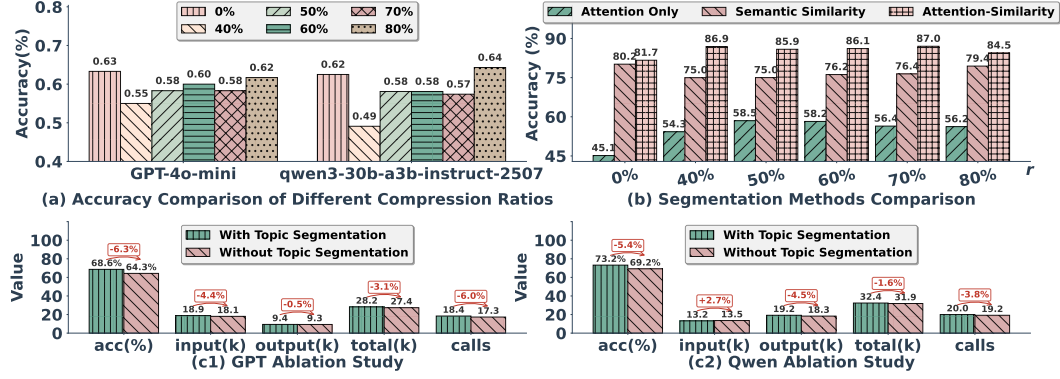 0% 50% 70%
40% 60% 80%
Accuracy(%)
0.8
0.7
0.6
0.5
0.4
0.63 0.55 0.58 0.60 0.58 0.62
0.62 0.49 0.58 0.58 0.57 0.64
GPT-4o-mini qwen3-30b-a3b-instruct-2507
(a) Accuracy Comparison of Different Compression Ratios
Attention Only Semantic Similarity Attention-Similarity
Accuracy (%)
90
75
60
45
45.1 80.2 81.7
54.3 75.0 86.9
58.5 75.0 85.9
58.2 76.2 86.1
56.4 76.4 87.0
56.2 79.4 84.5
0% 40% 50% 60% 70% 80% r
(b) Segmentation Methods Comparison
With Topic Segmentation
Without Topic Segmentation
Value
100
80
60
40
20
0
-6.3%
68.6% 64.3%
-4.4%
18.9 18.1
-0.5%
9.4 9.3
-3.1%
28.2 27.4
-6.0%
18.4 17.3
acc(%) input(k) output(k) total(k) calls
(c1) GPT Ablation Study
With Topic Segmentation
Without Topic Segmentation
Value
100
80
60
40
20
0
-5.4%
73.2% 69.2%
+2.7%
13.2 13.5
-4.5%
19.2 18.3
-1.6%
32.4 31.9
-3.8%
20.0 19.2
acc(%) input(k) output(k) total(k) calls
(c2) Qwen Ablation Study